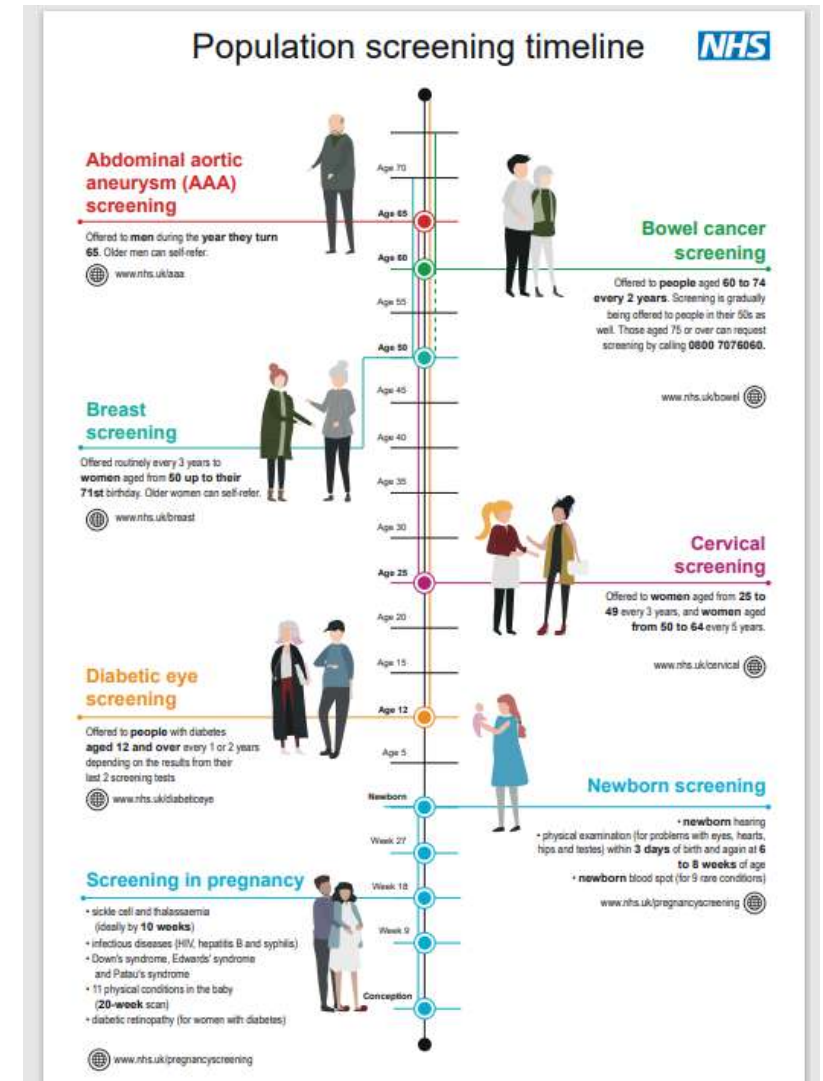 Population screening timeline
NHS
Abdominal aortic
aneurysm (AAA)
screening
Offered to men during the year they turn
65. Older men can self-refer.
www.nhs.uk/aaa
Age 70
Age 65
Age 60
Age 55
Age 50
Age 45
Age 40
Age 35
Age 30
Age 25
Age 20
Age 15
Age 12
Age 5
Newborn
Week 27
Week 18
Week 9
Conception
Bowel cancer
screening
Offered to people aged 60 to 74
every 2 years. Screening is gradually
being offered to people in their 50s as
well. Those aged 75 or over can request
screening by calling 0800 7076060.
www.nhs.uk/bowel
Breast
screening
Offered routinely every 3 years to
women aged from 50 up to their
71st birthday. Older women can self-refer.
www.nhs.uk/breast
Cervical
screening
Offered to women aged from 25 to
49 every 3 years, and women aged
from 50 to 64 every 5 years.
www.nhs.uk/cervical
Diabetic eye
screening
Offered to people with diabetes
aged 12 and over every 1 or 2 years
depending on the results from their
last 2 screening tests
www.nhs.uk/diabeticeye
Newborn screening
• newborn hearing
• physical examination (for problems with eyes, hearts,
hips and testes) within 3 days of birth and again at 6
to 8 weeks of age
• newborn blood spot (for 9 rare conditions)
www.nhs.uk/pregnancyscreening
Screening in pregnancy
• sickle cell and thalassaemia
(ideally by 10 weeks)
• infectious diseases (HIV, hepatitis B and syphilis)
• Down's syndrome, Edwards' syndrome
and Patau's syndrome
• 11 physical conditions in the baby
(20-week scan)
• diabetic retinopathy (for women with diabetes)
www.nhs.uk/pregnancyscreening